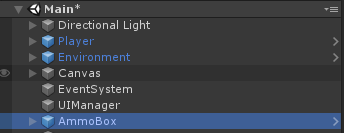 Main*
Directional Light
Player
Environment
Canvas
EventSystem
UIManager
AmmoBox